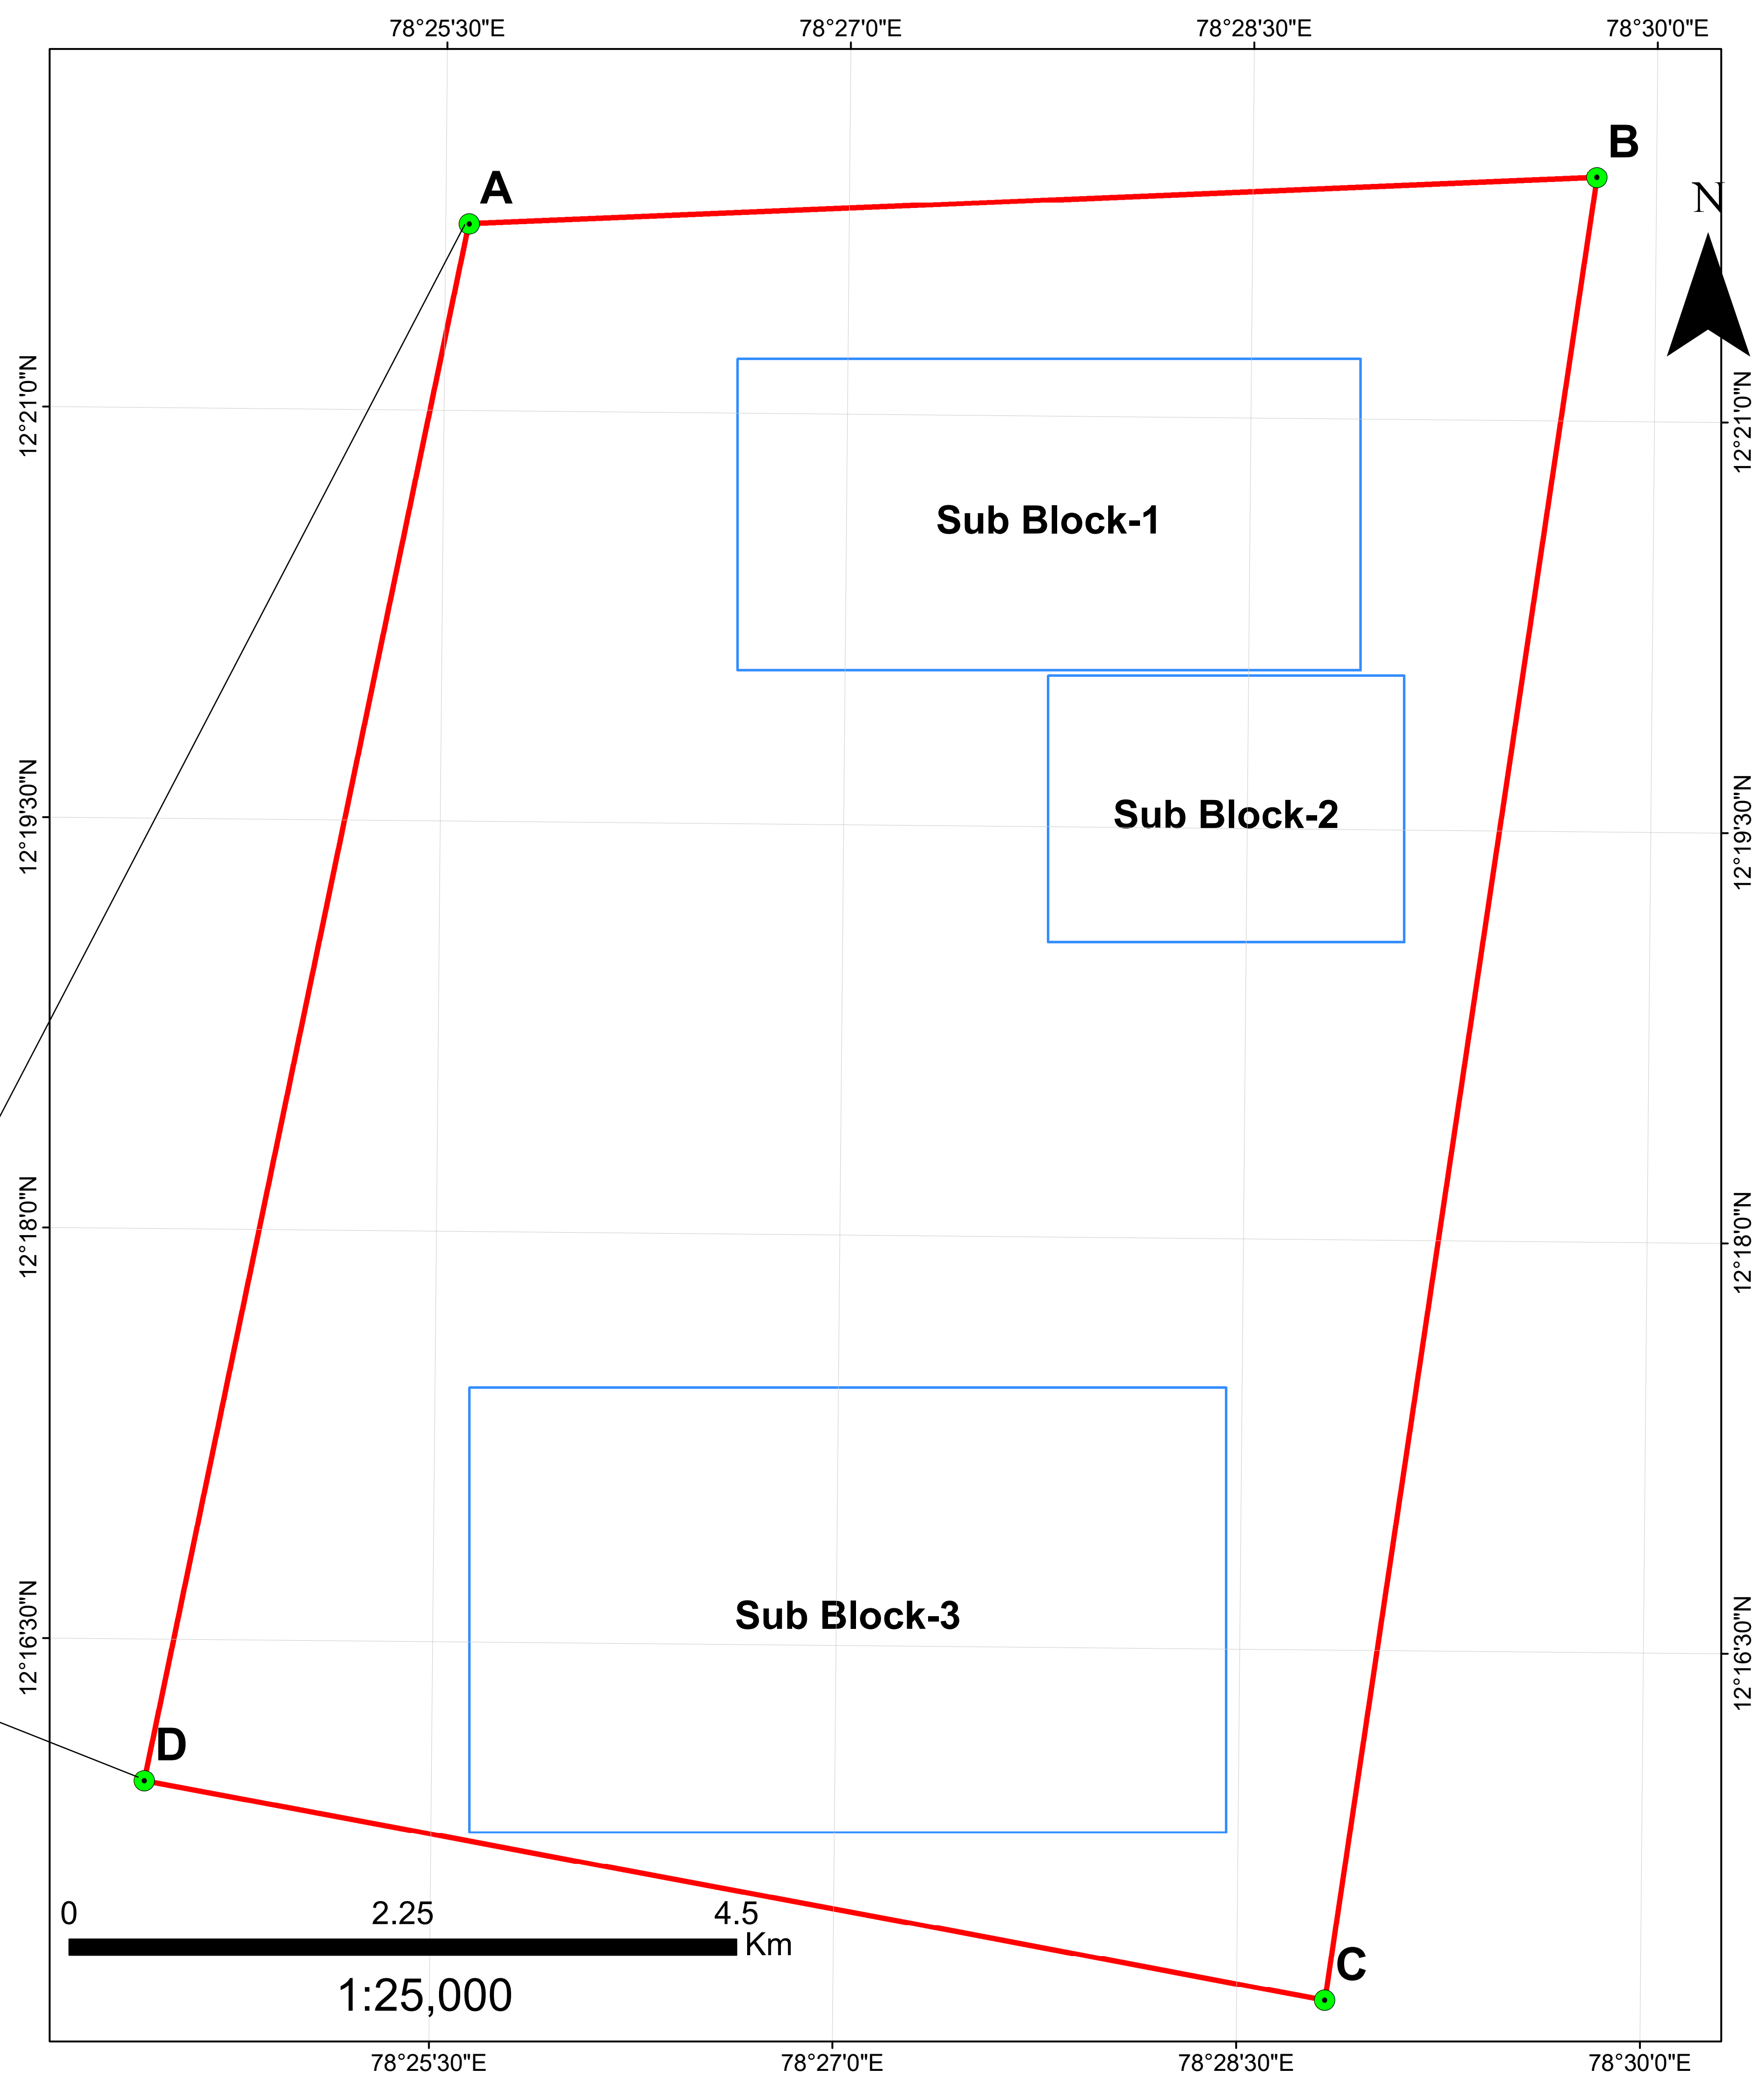 78°25'30"E 78°27'0"E 78°28'30"E 78°30'0"E
B
A
N
12°21'0"N 12°21'0"N
Sub Block-1
12°19'30"N 12°19'30"N
Sub Block-2
12°18'0"N 12°18'0"N
Sub Block-3
12°16'30"N 12°16'30"N
D
0 2.25 4.5
Km
C
1:25,000
78°25'30"E 78°27'0"E 78°28'30"E 78°30'0"E